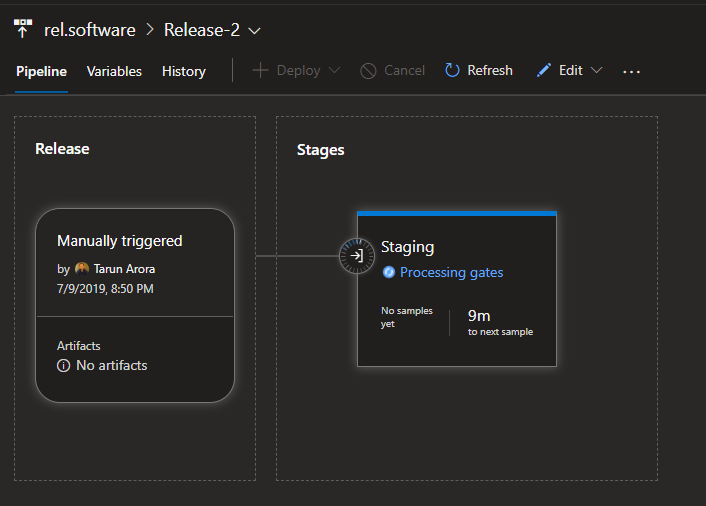 rel.software > Release-2
Pipeline Variables History + Deploy Cancel Refresh Edit ...
Release
Manually triggered
by Tarun Arora
7/9/2019, 8:50 PM
Artifacts
No artifacts
Stages
Staging
Processing gates
No samples
yet
9m
to next sample